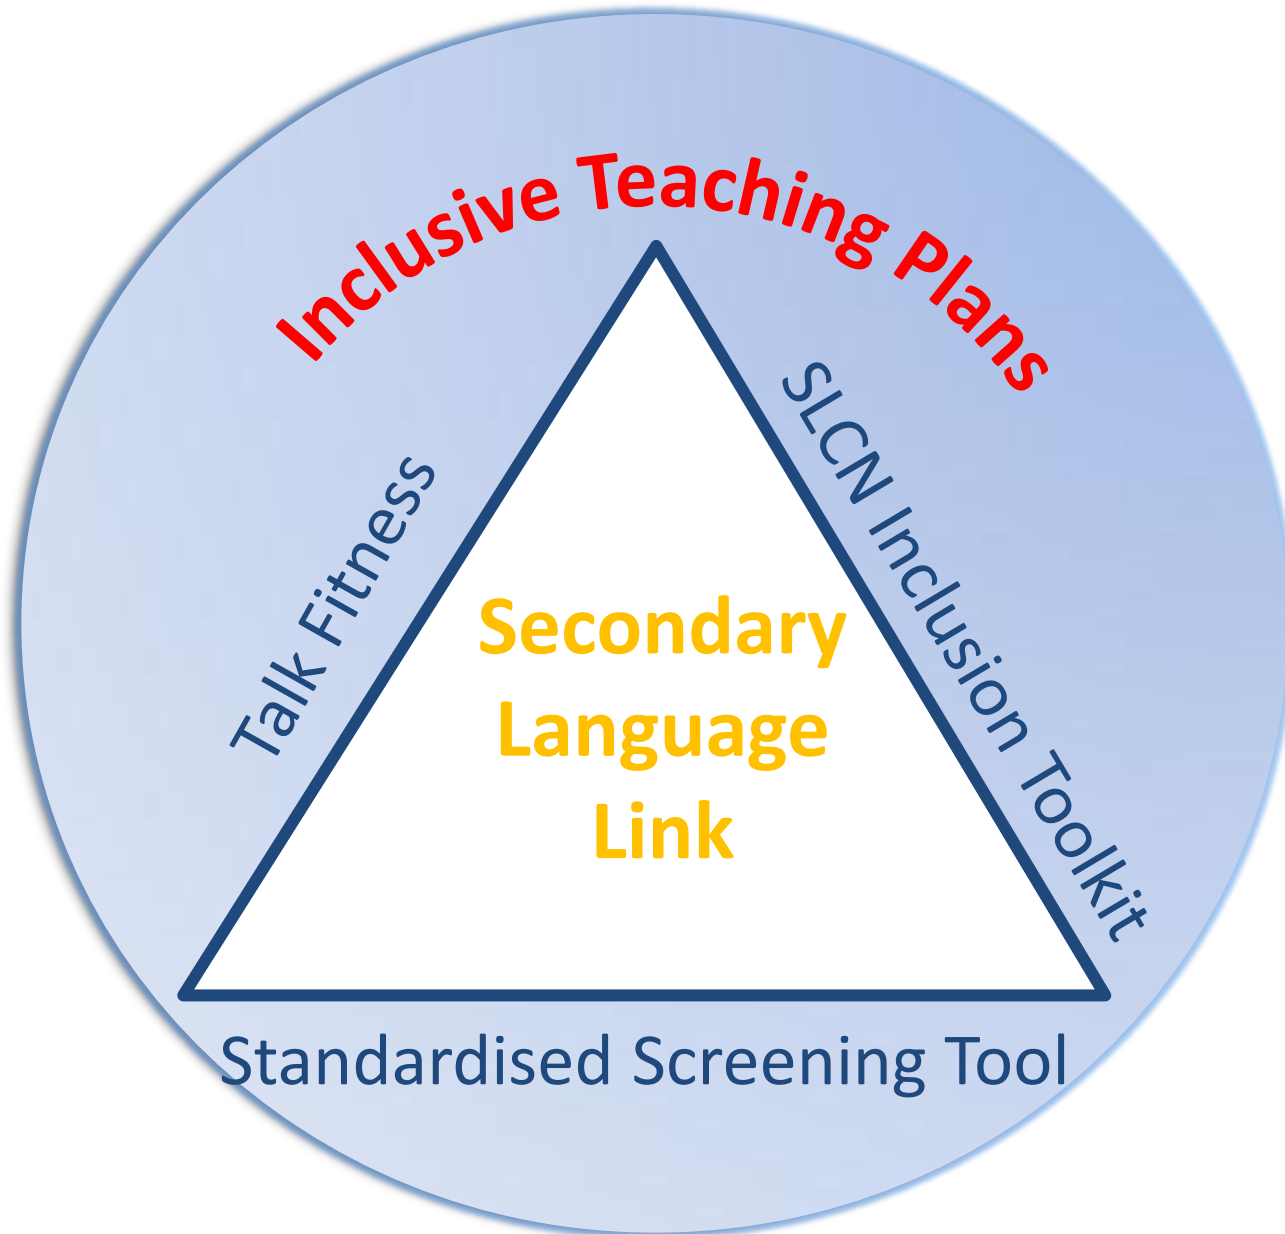 Inclusive Teaching Plans
Talk Fitness
SLCN Inclusion Toolkit
Secondary
Language
Link
Standardised Screening Tool